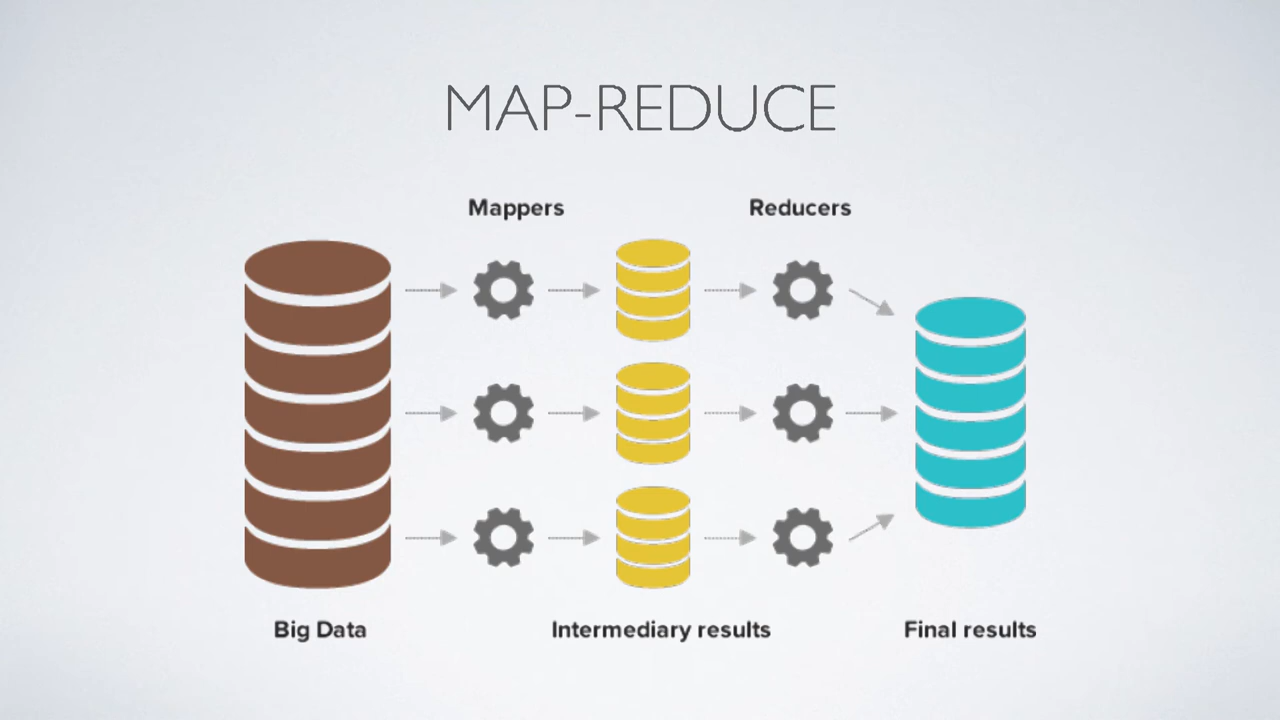 MAP-REDUCE
Mappers
Reducers
Big Data
Intermediary results
Final results